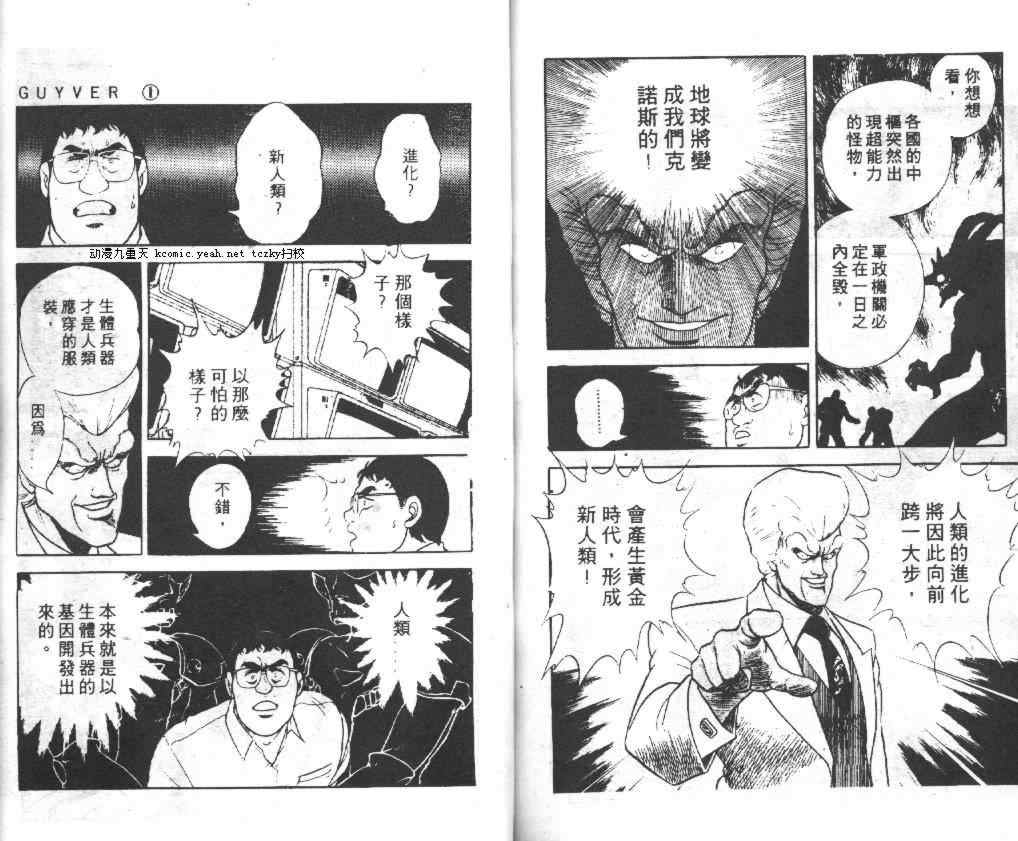 你想想
看，
各國的中
樞突然出
現超能力
的怪物，
軍政機關必
定在一日之
內全毀，
地球將變
成我們克
諾斯的！
…………
人類的進化
將因此向前
跨一大步，
會產生黃金
時代，形成
新人類！
GUYVER ①
進化？
新人類？
动漫九重天 kcomic.yeah.net tczky扫校
那個樣
子？
以那麼
可怕的
樣子？
不錯，
生體兵器
才是人類
應穿的服
裝，
因爲
人類……
本來就是以
生體兵器的
基因開發出
來的。